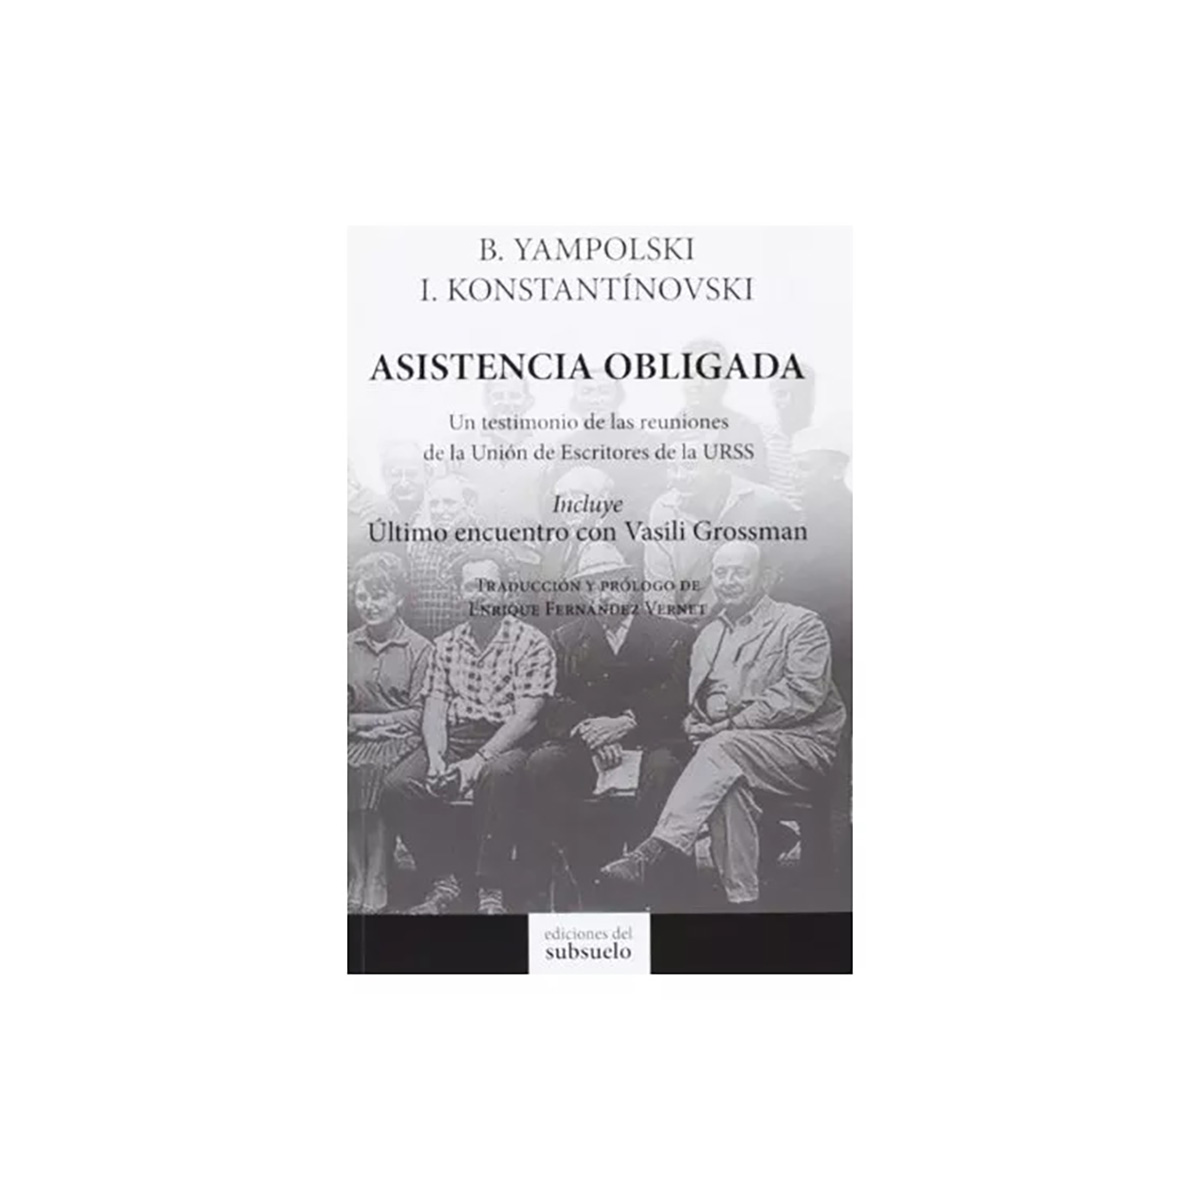 B. YAMPOLSKI
I. KONSTANTÍNOVSKI
ASISTENCIA OBLIGADA
Un testimonio de las reuniones
de la Unión de Escritores de la URSS
Incluye
Último encuentro con Vasili Grossman
TRADUCCIÓN Y PRÓLOGO DE
ENRIQUE FERNÁNDEZ VERNET
ediciones del
subsuelo